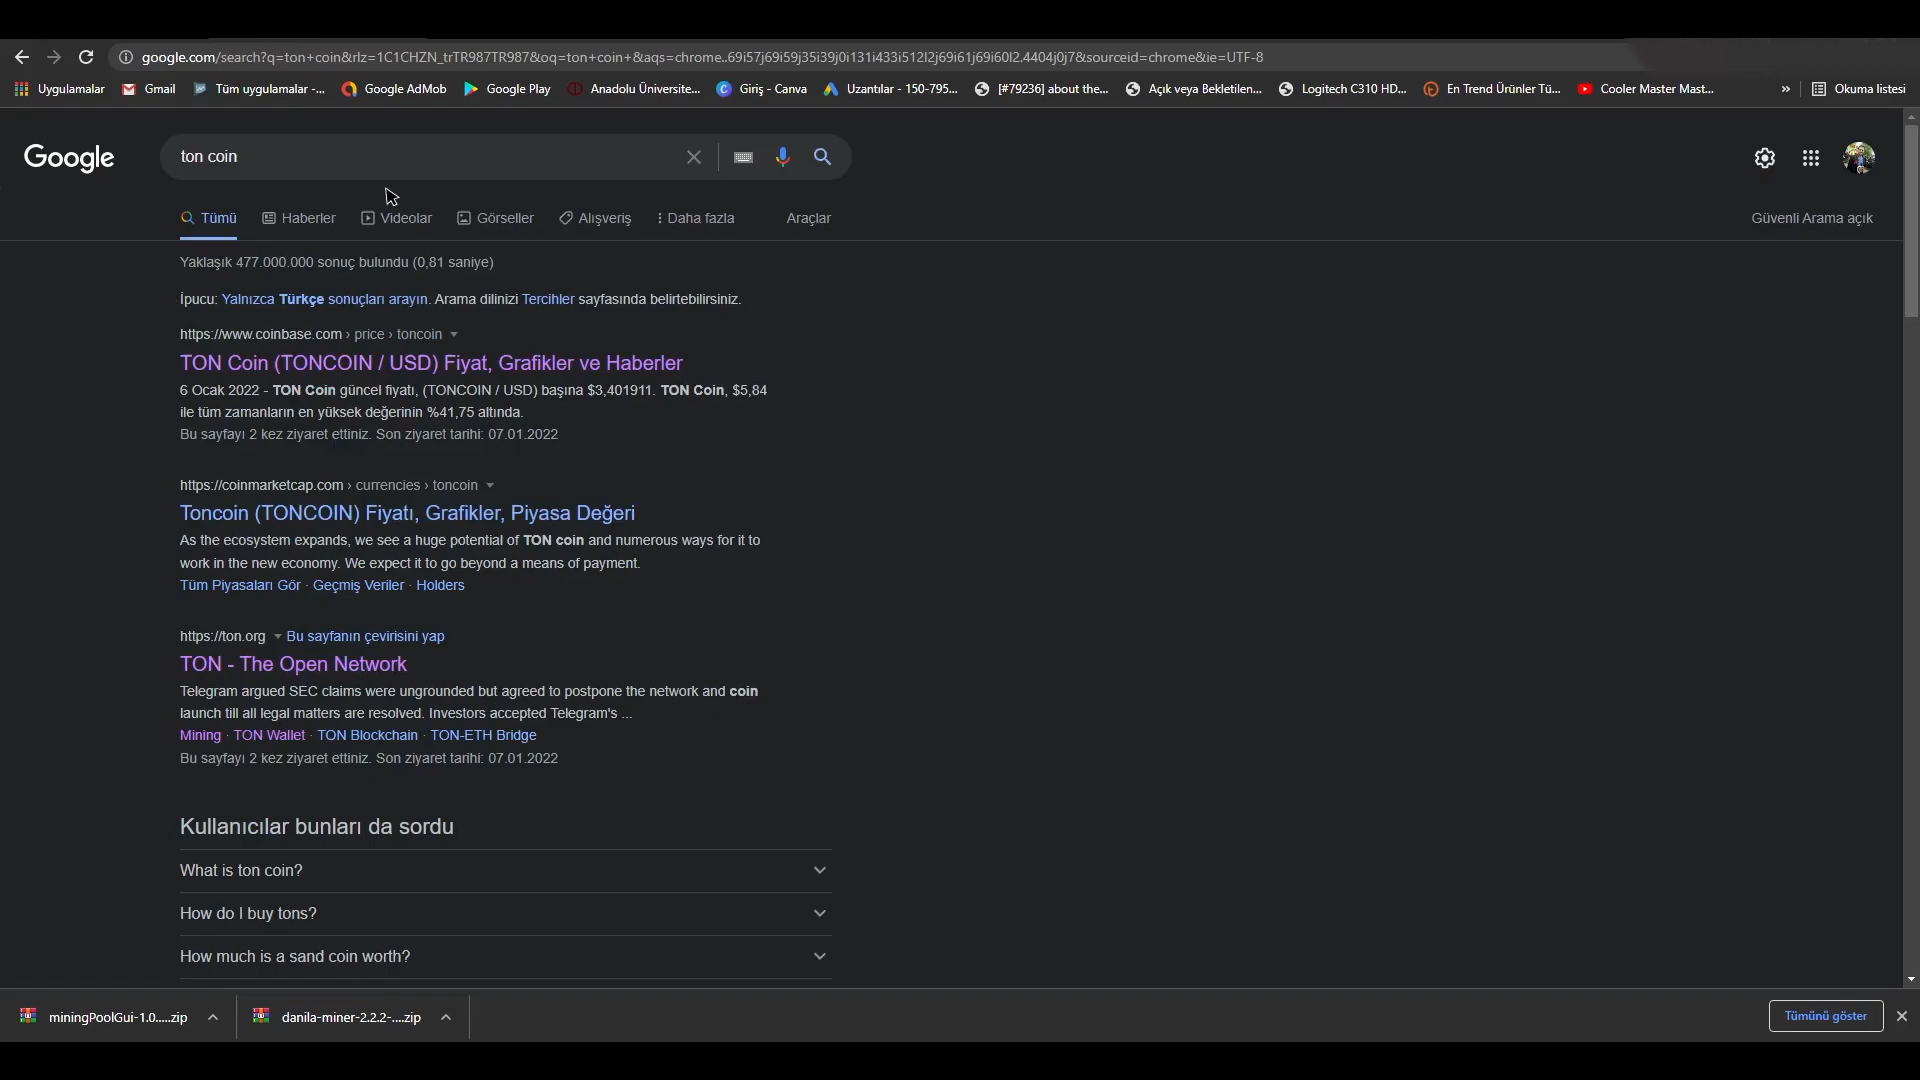 google.com/search?q=ton+coin&rlz=1C1CHZN_trTR987TR987&oq=ton+coin+&aqs=chrome..69i57j69i59j35i39j0i131i433i512l2j69i61j69i60l2.4404j0j7&sourceid=chrome&ie=UTF-8
Uygulamalar Gmail Tüm uygulamalar -... Google AdMob Google Play Anadolu Üniversite... Giriş - Canva Uzantılar - 150-795... [#79236] about the... Açık veya Bekletilen... Logitech C310 HD... En Trend Ürünler Tü... Cooler Master Mast... » Okuma listesi
Google ton coin
Tümü Haberler Videolar Görseller Alışveriş Daha fazla Araçlar Güvenli Arama açık
Yaklaşık 477.000.000 sonuç bulundu (0,81 saniye)
İpucu: Yalnızca Türkçe sonuçları arayın. Arama dilinizi Tercihler sayfasında belirtebilirsiniz.
https://www.coinbase.com › price › toncoin
TON Coin (TONCOIN / USD) Fiyat, Grafikler ve Haberler
6 Ocak 2022 - TON Coin güncel fiyatı, (TONCOIN / USD) başına $3,401911. TON Coin, $5,84
ile tüm zamanların en yüksek değerinin %41,75 altında.
Bu sayfayı 2 kez ziyaret ettiniz. Son ziyaret tarihi: 07.01.2022
https://coinmarketcap.com › currencies › toncoin
Toncoin (TONCOIN) Fiyatı, Grafikler, Piyasa Değeri
As the ecosystem expands, we see a huge potential of TON coin and numerous ways for it to
work in the new economy. We expect it to go beyond a means of payment.
Tüm Piyasaları Gör · Geçmiş Veriler · Holders
https://ton.org Bu sayfanın çevirisini yap
TON - The Open Network
Telegram argued SEC claims were ungrounded but agreed to postpone the network and coin
launch till all legal matters are resolved. Investors accepted Telegram's ...
Mining · TON Wallet · TON Blockchain · TON-ETH Bridge
Bu sayfayı 2 kez ziyaret ettiniz. Son ziyaret tarihi: 07.01.2022
Kullanıcılar bunları da sordu
What is ton coin?
How do I buy tons?
How much is a sand coin worth?
miningPoolGui-1.0.....zip danila-miner-2.2.2-....zip Tümünü göster